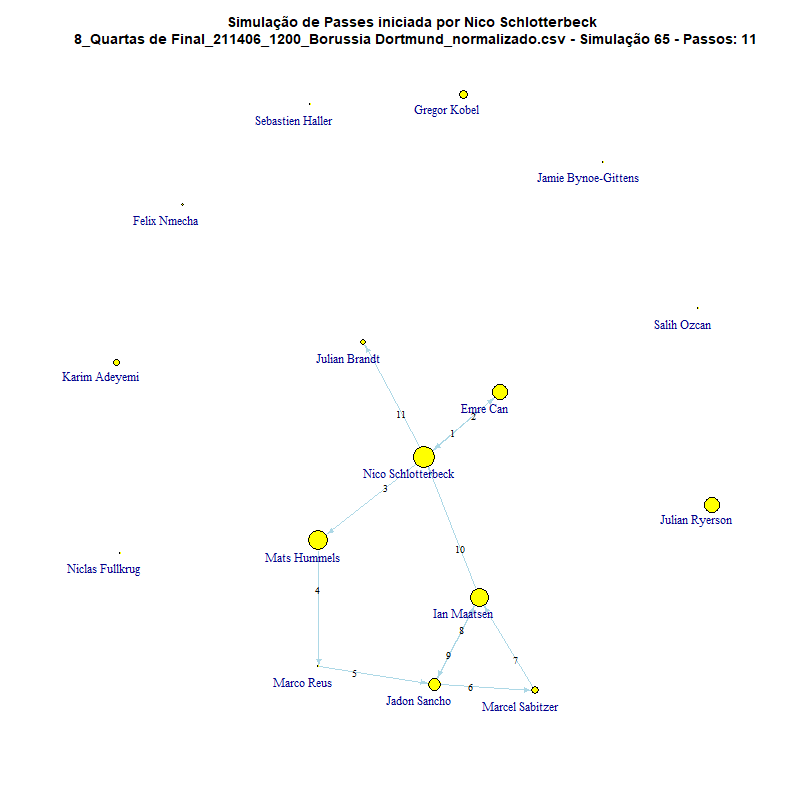 Simulação de Passes iniciada por Nico Schlotterbeck
8_Quartas de Final_211406_1200_Borussia Dortmund_normalizado.csv - Simulação 65 - Passos: 11
Gregor Kobel
Sebastien Haller
Jamie Bynoe-Gittens
Felix Nmecha
Salih Ozcan
Julian Brandt
Karim Adeyemi
Emre Can
11
2
1
Nico Schlotterbeck
3
Julian Ryerson
10
Mats Hummels
Niclas Fullkrug
4
Ian Maatsen
8
9
7
5
Marco Reus
6
Jadon Sancho
Marcel Sabitzer